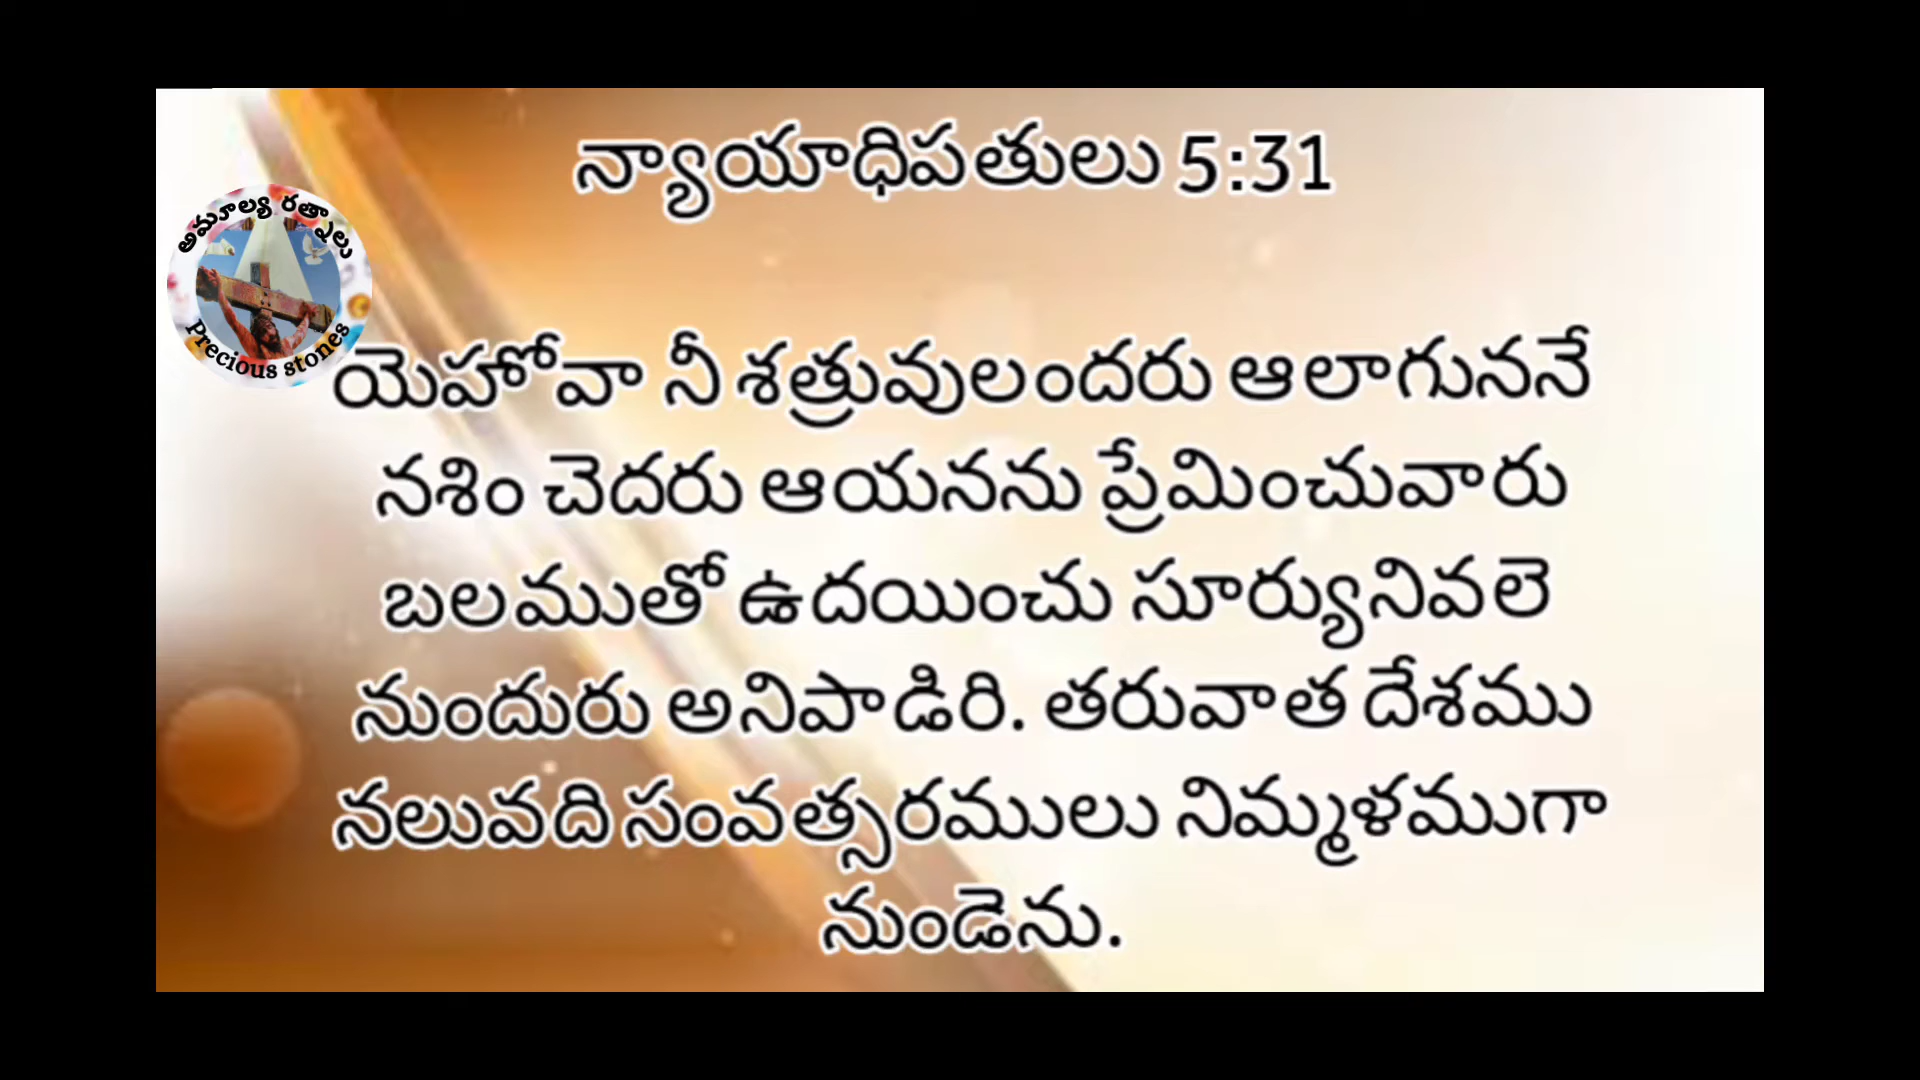 న్యాయాధిపతులు 5:31
అమూల్య రత్నాలు
Precious stones
యెహోవా నీ శత్రువులందరు ఆలాగుననే
నశిం చెదరు ఆయనను ప్రేమించువారు
బలముతో ఉదయించు సూర్యునివలె
నుందురు అనిపాడిరి. తరువాత దేశము
నలువది సంవత్సరములు నిమ్మళముగా
నుండెను.